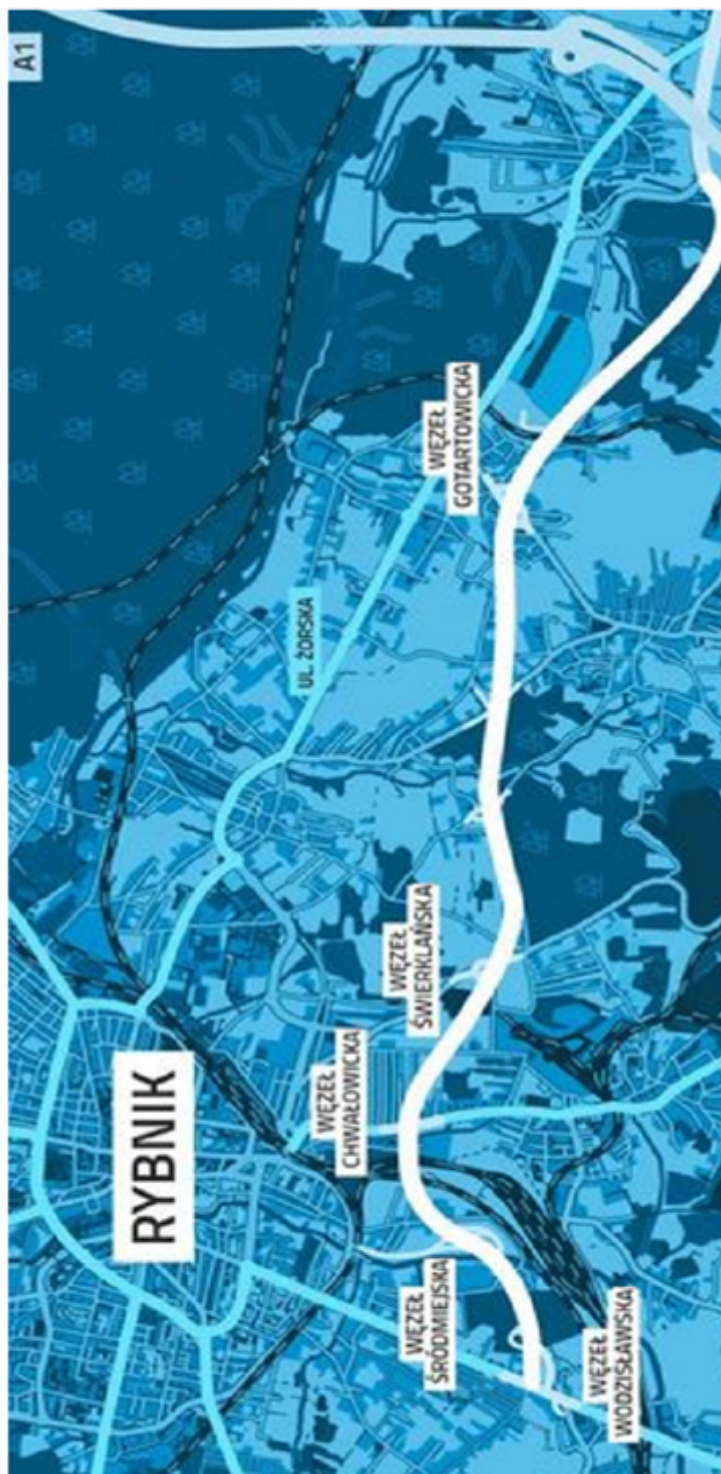 A1
RYBNIK
UL. ŻORSKA
WĘZEŁ
CHWAŁOWICKA
WĘZEŁ
ŚWIERKLAŃSKA
WĘZEŁ
ŚRÓDMIEJSKA
WĘZEŁ
GOTARTOWICKA
WĘZEŁ
WODZISŁAWSKA